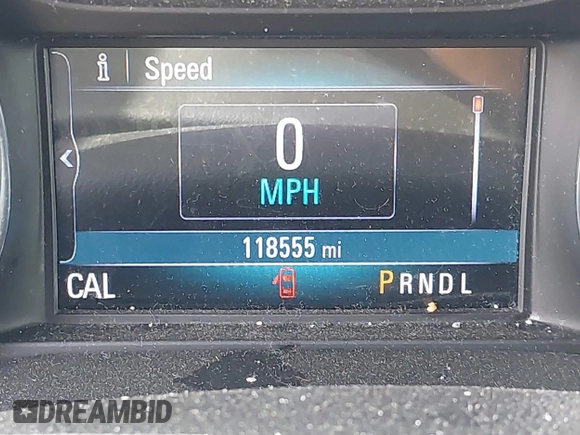 i Speed
0
MPH
118555 mi
CAL PRNDL
DREAMBID